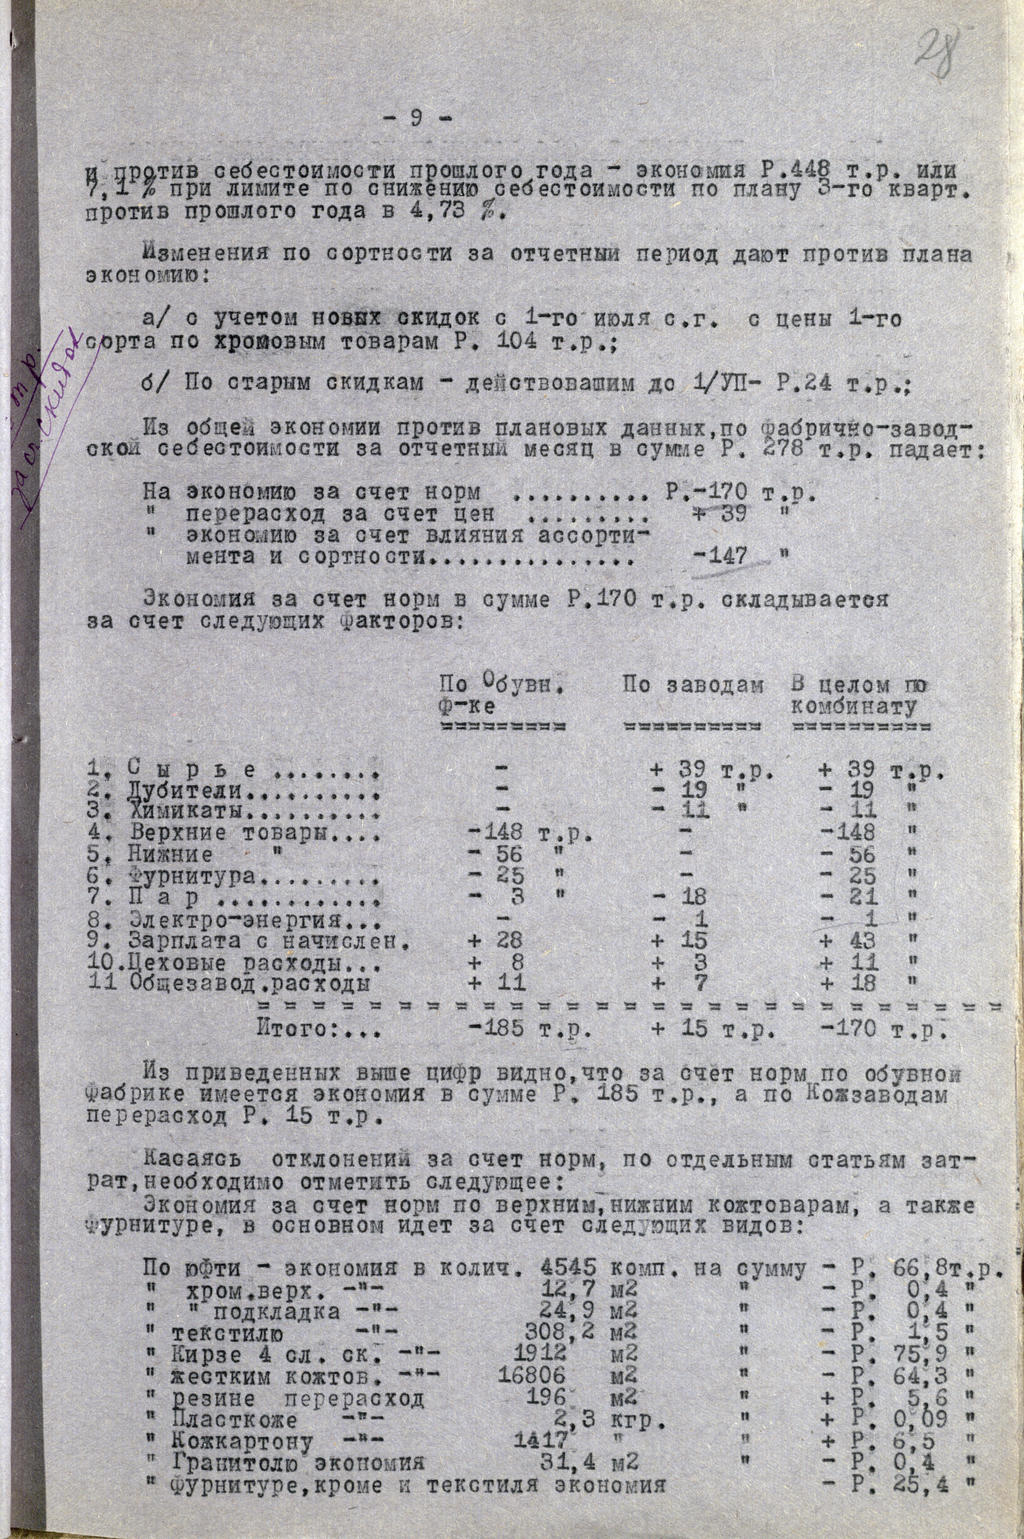 28
- 9 -
и против себестоимости прошлого года - экономия Р.448 т.р. или
7,1 % при лимите по снижению себестоимости по плану 3-го кварт.
против прошлого года в 4,73 %.
Изменения по сортности за отчетный период дают против плана
экономию:
а/ с учетом новых скидок с 1-го июля с.г. с цены 1-го
сорта по хромовым товарам Р. 104 т.р.;
б/ По старым скидкам - действовашим до 1/УП- Р.24 т.р.;
т.р.
за сч. скидок
Из общей экономии против плановых данных,по фабрично-завод-
ской себестоимости за отчетный месяц в сумме Р. 278 т.р. падает:
На экономию за счет норм .......... Р.-170 т.р.
" перерасход за счет цен ......... + 39 "
" экономию за счет влияния ассорти-
мента и сортности............... -147 "
Экономия за счет норм в сумме Р.170 т.р. складывается
за счет следующих факторов:
По Обувн. По заводам В целом по
ф-ке комбинату
========= ========== ==========
1. С ы р ь е ........ - + 39 т.р. + 39 т.р.
2. Дубители.......... - - 19 " - 19 "
3. Химикаты.......... - - 11 " - 11 "
4. Верхние товары.... -148 т.р. - -148 "
5. Нижние " - 56 " - - 56 "
6. Фурнитура......... - 25 " - - 25 "
7. П а р ............ - 3 " - 18 - 21 "
8. Электро-энергия... - - 1 - 1 "
9. Зарплата с начислен. + 28 + 15 + 43 "
10.Цеховые расходы... + 8 + 3 + 11 "
11 Общезавод.расходы + 11 + 7 + 18 "
= = = = = = = = = = = = = = = = = = = = = = = = = = =
Итого:... -185 т.р. + 15 т.р. -170 т.р.
Из приведенных выше цифр видно,что за счет норм по обувной
фабрике имеется экономия в сумме Р. 185 т.р., а по Кожзаводам
перерасход Р. 15 т.р.
Касаясь отклонений за счет норм, по отдельным статьям зат-
рат,необходимо отметить следующее:
Экономия за счет норм по верхним,нижним кожтоварам, а также
фурнитуре, в основном идет за счет следующих видов:
По юфти - экономия в колич. 4545 комп. на сумму - Р. 66,8т.р.
" хром.верх. -"- 12,7 м2 " - Р. 0,4 "
" " подкладка -"- 24,9 м2 " - Р. 0,4 "
" текстилю -"- 308,2 м2 " - Р. 1,5 "
" Кирзе 4 сл. ск. -"- 1912 м2 " - Р. 75,9 "
" жестким кожтов. -"- 16806 м2 " - Р. 64,3 "
" резине перерасход 196 м2 " + Р. 5,6 "
" Пласткоже -"- 2,3 кгр. " + Р. 0,09 "
" Кожкартону -"- 1417 " " + Р. 6,5 "
" Гранитолю экономия 31,4 м2 " - Р. 0,4 "
" фурнитуре,кроме и текстиля экономия - Р. 25,4 "